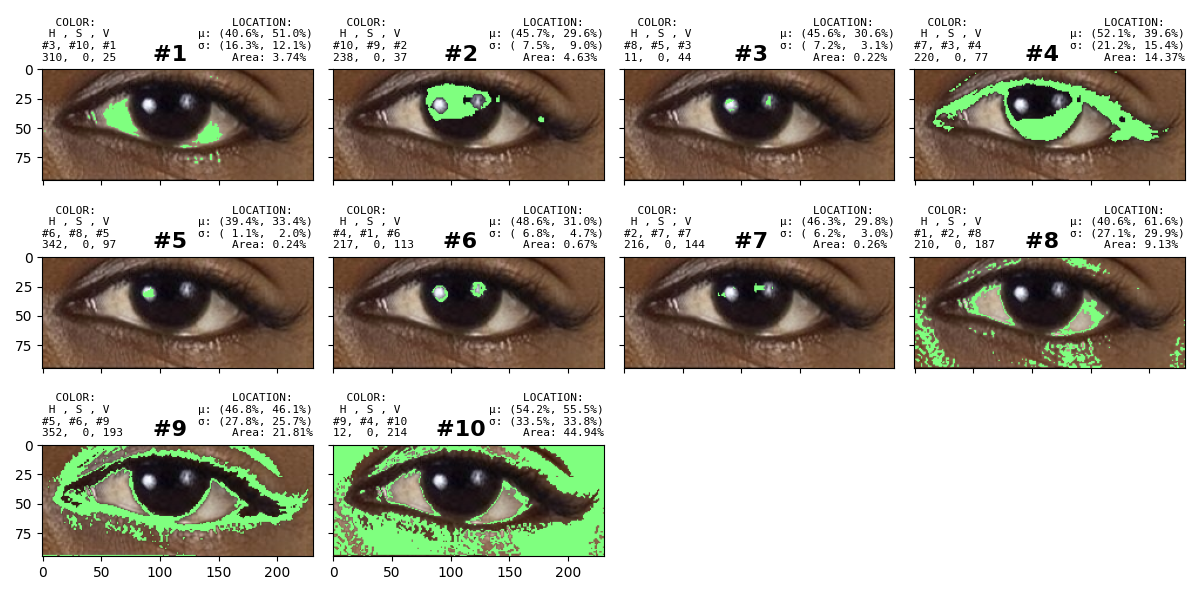 COLOR: LOCATION:
H , S , V μ: (40.6%, 51.0%)
#3, #10, #1 σ: (16.3%, 12.1%)
310, 0, 25 #1 Area: 3.74%
COLOR: LOCATION:
H , S , V μ: (45.7%, 29.6%)
#10, #9, #2 σ: ( 7.5%, 9.0%)
238, 0, 37 #2 Area: 4.63%
COLOR: LOCATION:
H , S , V μ: (45.6%, 30.6%)
#8, #5, #3 σ: ( 7.2%, 3.1%)
11, 0, 44 #3 Area: 0.22%
COLOR: LOCATION:
H , S , V μ: (52.1%, 39.6%)
#7, #3, #4 σ: (21.2%, 15.4%)
220, 0, 77 #4 Area: 14.37%
0
25
50
75
COLOR: LOCATION:
H , S , V μ: (39.4%, 33.4%)
#6, #8, #5 σ: ( 1.1%, 2.0%)
342, 0, 97 #5 Area: 0.24%
COLOR: LOCATION:
H , S , V μ: (48.6%, 31.0%)
#4, #1, #6 σ: ( 6.8%, 4.7%)
217, 0, 113 #6 Area: 0.67%
COLOR: LOCATION:
H , S , V μ: (46.3%, 29.8%)
#2, #7, #7 σ: ( 6.2%, 3.0%)
216, 0, 144 #7 Area: 0.26%
COLOR: LOCATION:
H , S , V μ: (40.6%, 61.6%)
#1, #2, #8 σ: (27.1%, 29.9%)
210, 0, 187 #8 Area: 9.13%
0
25
50
75
COLOR: LOCATION:
H , S , V μ: (46.8%, 46.1%)
#5, #6, #9 σ: (27.8%, 25.7%)
352, 0, 193 #9 Area: 21.81%
COLOR: LOCATION:
H , S , V μ: (54.2%, 55.5%)
#9, #4, #10 σ: (33.5%, 33.8%)
12, 0, 214 #10 Area: 44.94%
0
25
50
75
0 50 100 150 200
0 50 100 150 200